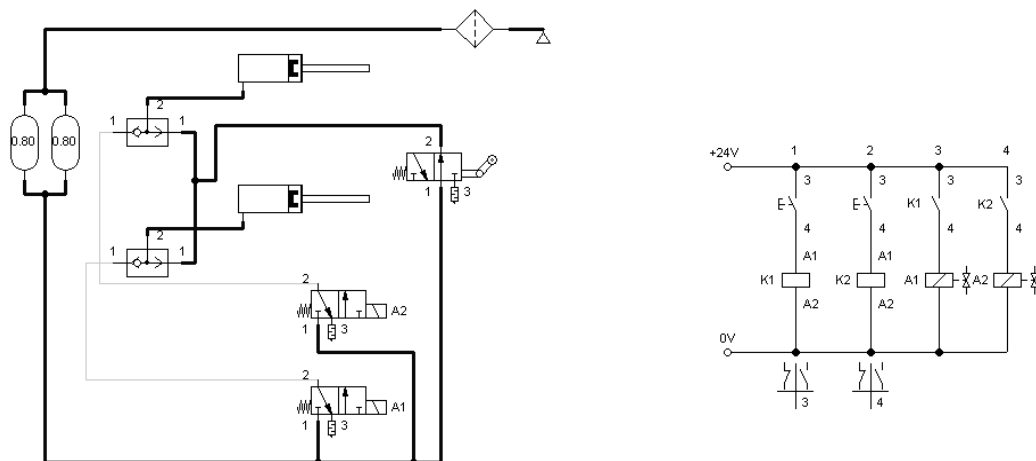 0.80 0.80
2
1 1
2
1 3
2
1 1
2
1 3 A2
2
1 3 A1
1 2 3 4
+24V
3 3 3 3
K1 K2
4 4 4 4
A1 A1
K1 K2 A1 A2
A2 A2
0V
3 4